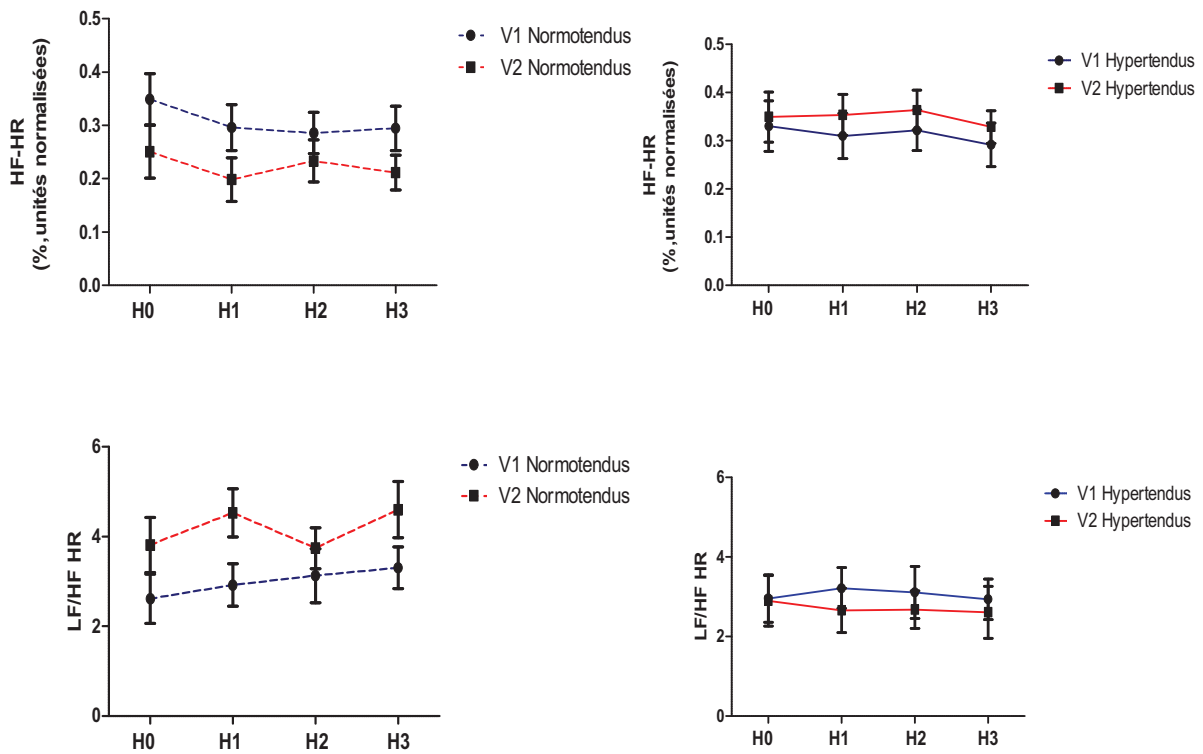 0.5
0.4
0.3
0.2
0.1
0.0
HF-HR
(%,unités normalisées)
H0 H1 H2 H3
V1 Normotendus
V2 Normotendus
0.5
0.4
0.3
0.2
0.1
0.0
HF-HR
(%,unités normalisées)
H0 H1 H2 H3
V1 Hypertendus
V2 Hypertendus
6
4
2
0
LF/HF HR
H0 H1 H2 H3
V1 Normotendus
V2 Normotendus
6
4
2
0
LF/HF HR
H0 H1 H2 H3
V1 Hypertendus
V2 Hypertendus